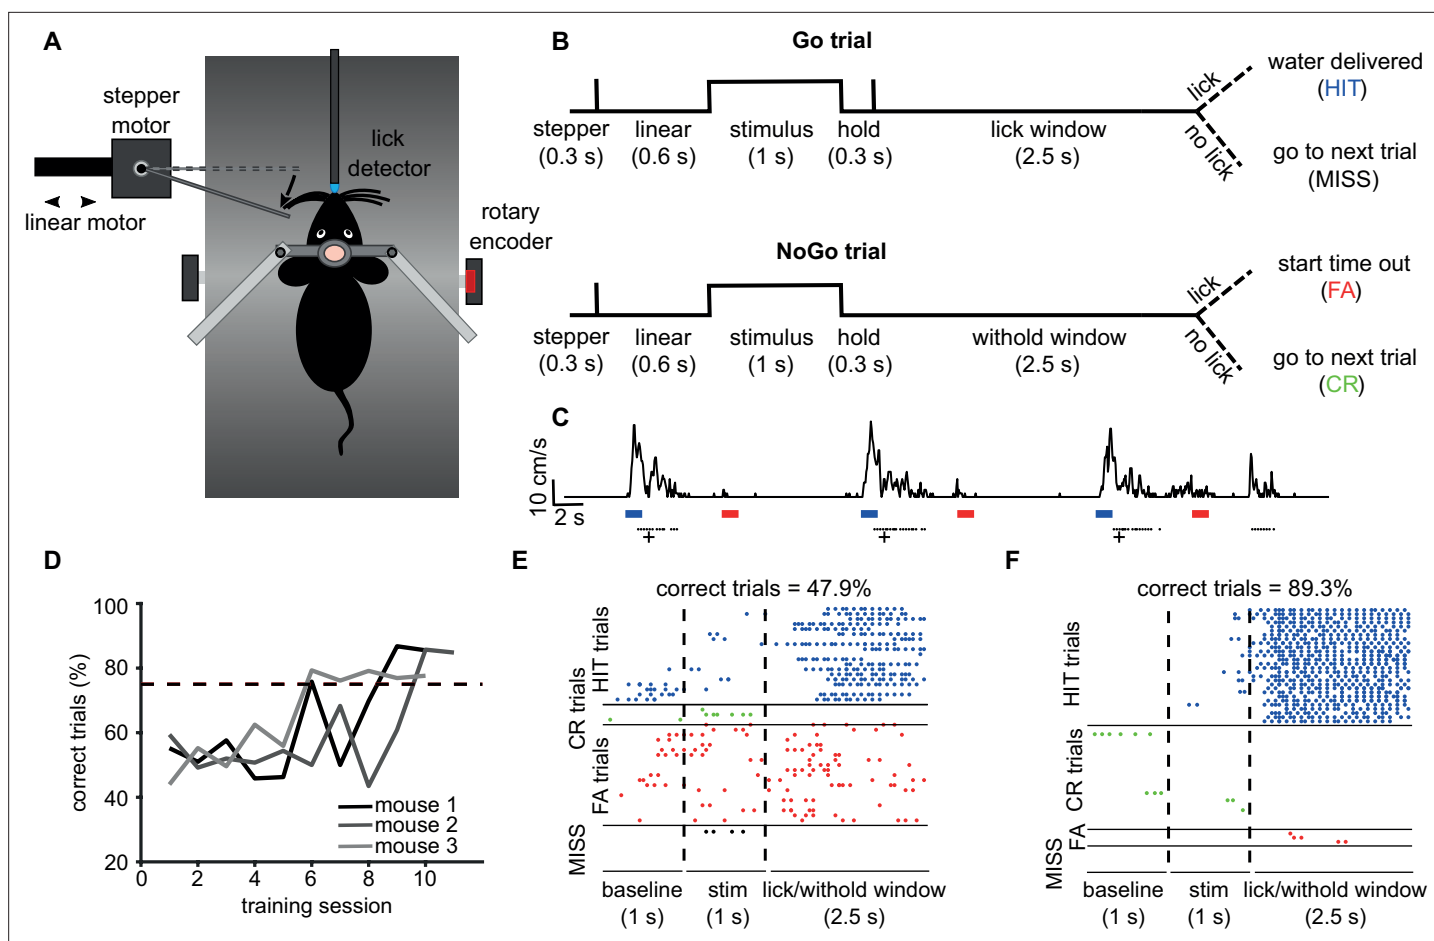 A
stepper
motor
lick
detector
linear motor
rotary
encoder
B
Go trial
stepper
(0.3 s)
linear
(0.6 s)
stimulus
(1 s)
hold
(0.3 s)
lick window
(2.5 s)
lick
no lick
water delivered
(HIT)
go to next trial
(MISS)
NoGo trial
stepper
(0.3 s)
linear
(0.6 s)
stimulus
(1 s)
hold
(0.3 s)
withold window
(2.5 s)
lick
no lick
start time out
(FA)
go to next trial
(CR)
C
10 cm/s
2 s
+
+
+
D
correct trials (%)
100
80
60
40
20
0
2
4
6
8
10
training session
mouse 1
mouse 2
mouse 3
E
correct trials = 47.9%
HIT trials
CR trials
FA trials
MISS
baseline
(1 s)
stim
(1 s)
lick/withold window
(2.5 s)
F
correct trials = 89.3%
HIT trials
CR trials
FA
MISS
baseline
(1 s)
stim
(1 s)
lick/withold window
(2.5 s)